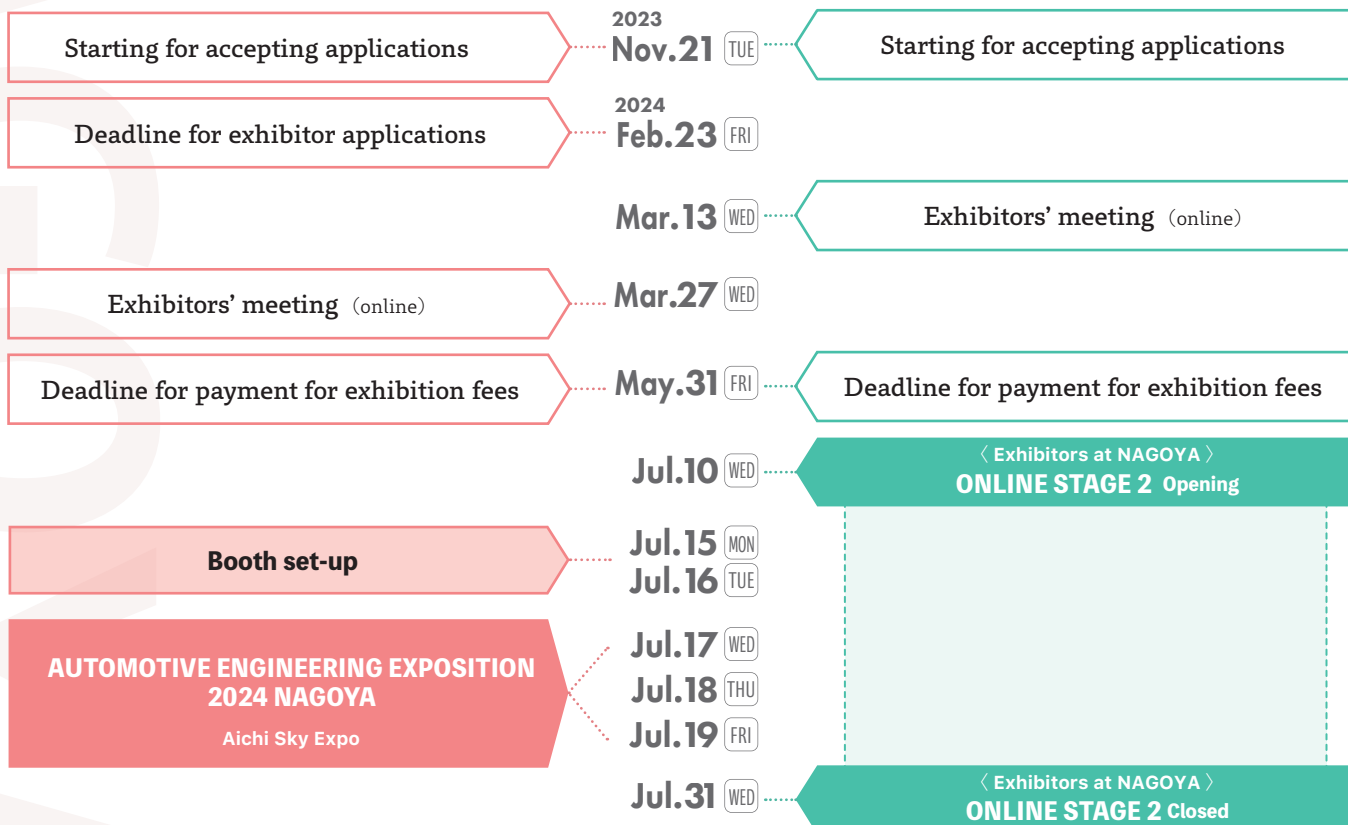 2023
Starting for accepting applications Nov.21 TUE Starting for accepting applications
2024
Deadline for exhibitor applications Feb.23 FRI
Mar.13 WED Exhibitors’ meeting （online）
Exhibitors’ meeting （online） Mar.27 WED
Deadline for payment for exhibition fees May.31 FRI Deadline for payment for exhibition fees
〈 Exhibitors at NAGOYA 〉
Jul.10 WED ONLINE STAGE 2 Opening
Jul.15 MON
Booth set-up
Jul.16 TUE
Jul.17 WED
AUTOMOTIVE ENGINEERING EXPOSITION
2024 NAGOYA Jul.18 THU
Aichi Sky Expo Jul.19 FRI
〈 Exhibitors at NAGOYA 〉
Jul.31 WED ONLINE STAGE 2 Closed